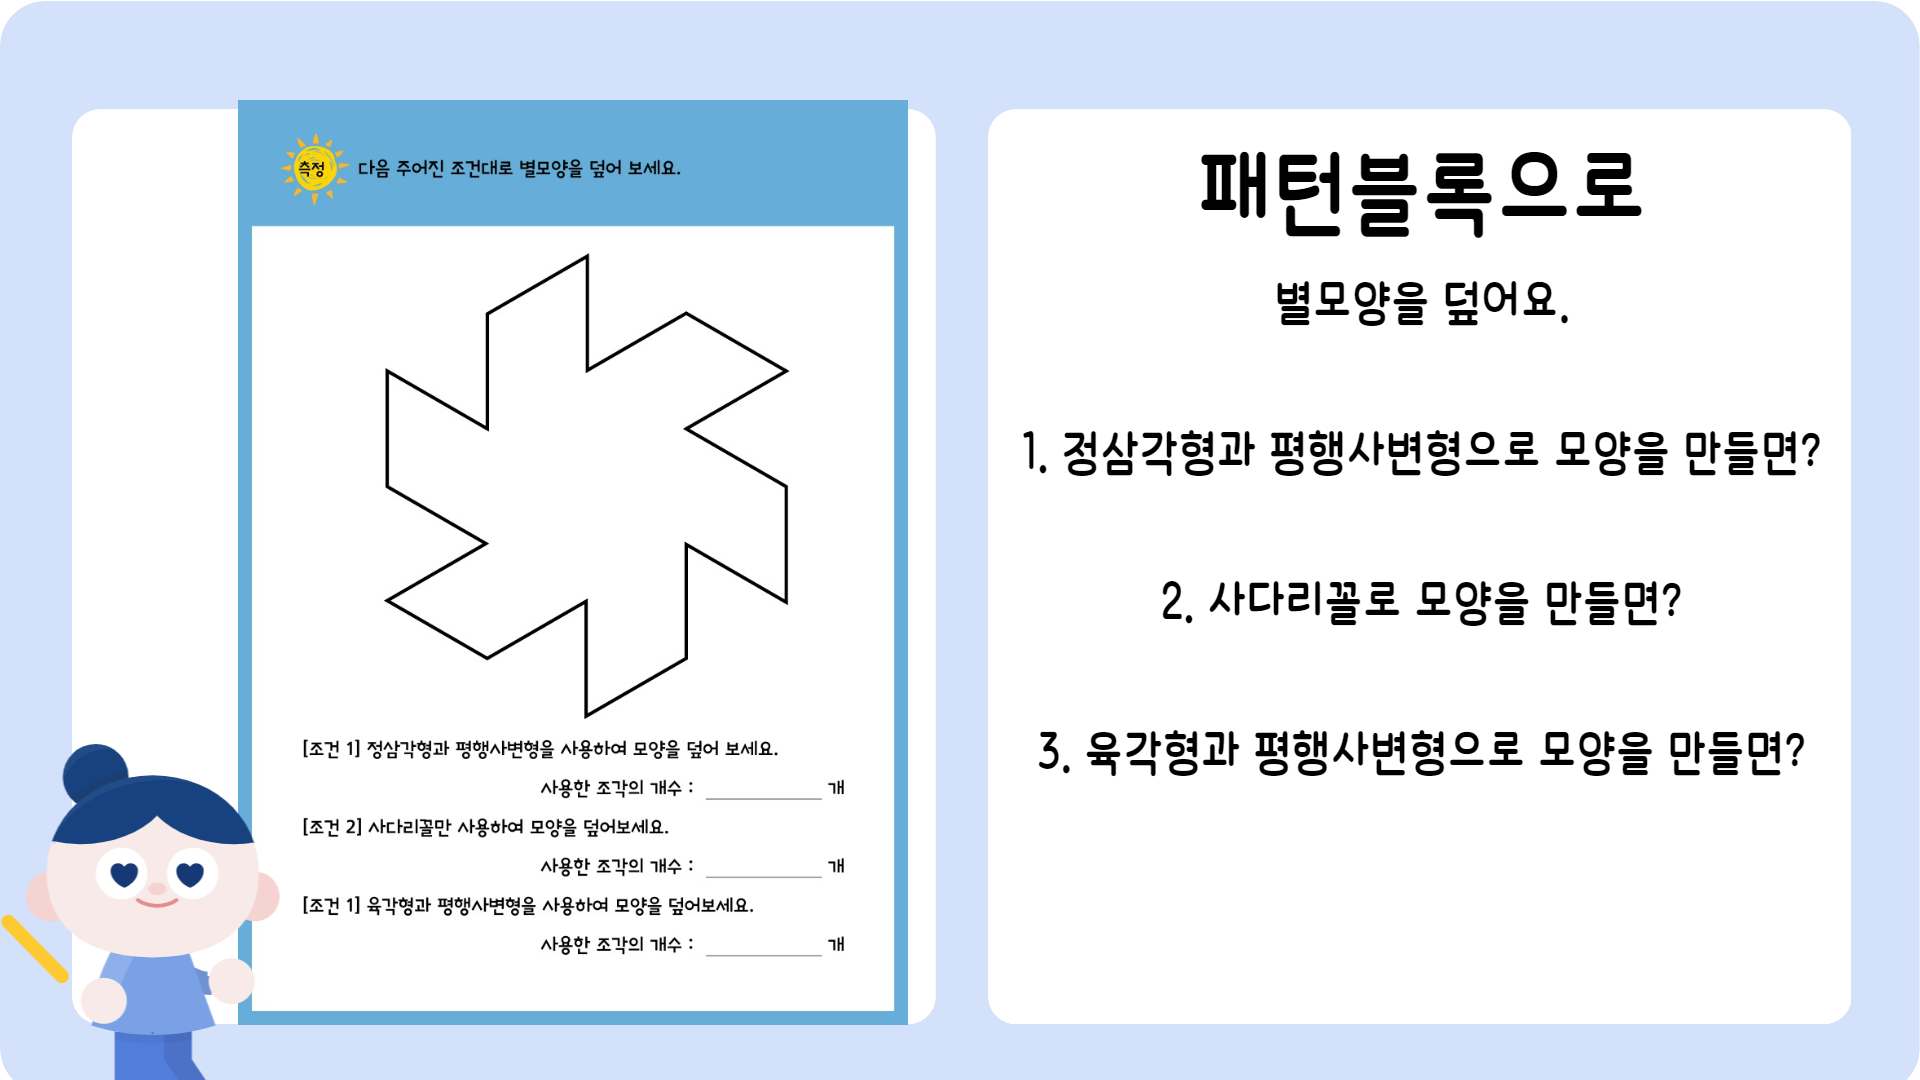 측정
다음 주어진 조건대로 별모양을 덮어 보세요.
[조건 1] 정삼각형과 평행사변형을 사용하여 모양을 덮어 보세요.
사용한 조각의 개수 : ________ 개
[조건 2] 사다리꼴만 사용하여 모양을 덮어보세요.
사용한 조각의 개수 : ________ 개
[조건 1] 육각형과 평행사변형을 사용하여 모양을 덮어보세요.
사용한 조각의 개수 : ________ 개
패턴블록으로
별모양을 덮어요.
1. 정삼각형과 평행사변형으로 모양을 만들면?
2. 사다리꼴로 모양을 만들면?
3. 육각형과 평행사변형으로 모양을 만들면?